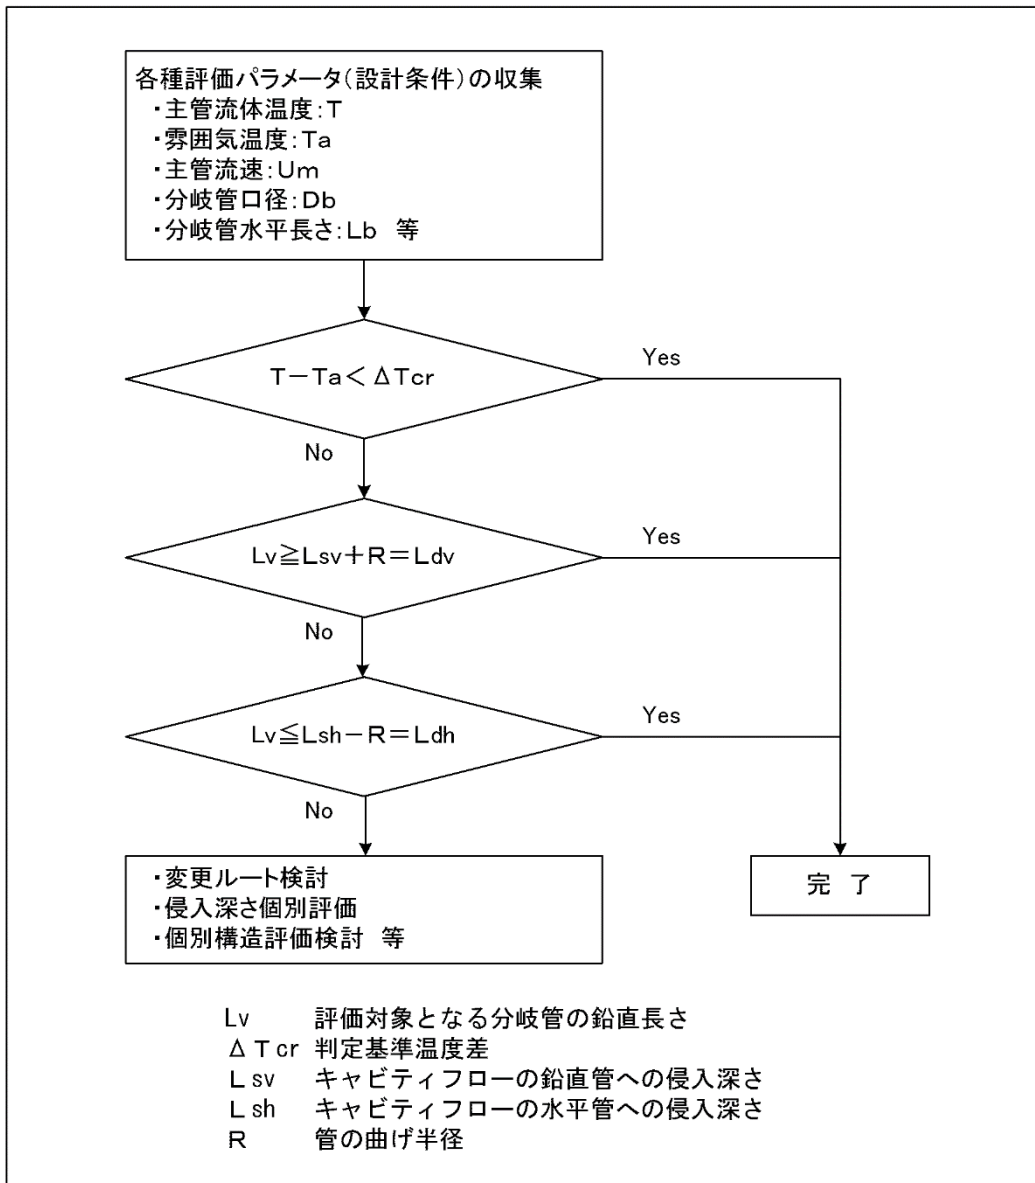 各種評価パラメータ(設計条件)の収集
・主管流体温度:T
・雰囲気温度:Ta
・主管流速:Um
・分岐管口径:Db
・分岐管水平長さ:Lb 等
T-Ta<ΔTcr
Yes
No
Lv≧Lsv+R=Ldv
Yes
No
Lv≦Lsh-R=Ldh
Yes
No
・変更ルート検討
・侵入深さ個別評価
・個別構造評価検討 等
完 了
Lv 評価対象となる分岐管の鉛直長さ
ΔTcr 判定基準温度差
Lsv キャビティフローの鉛直管への侵入深さ
Lsh キャビティフローの水平管への侵入深さ
R 管の曲げ半径